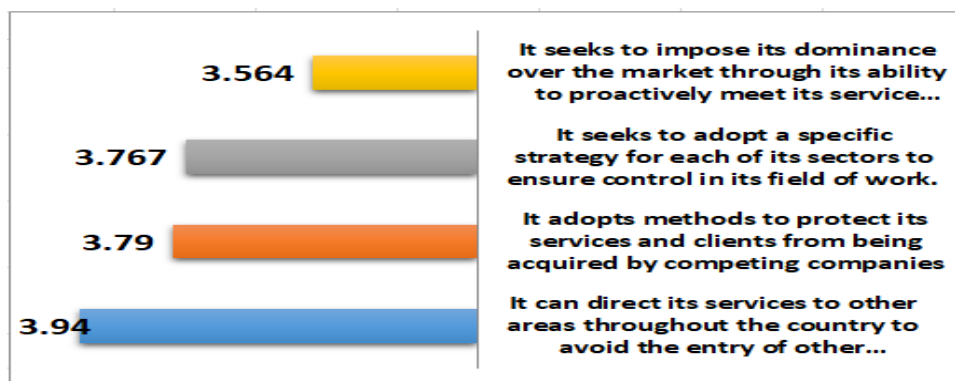 3.564
It seeks to impose its dominance
over the market through its ability
to proactively meet its service...
3.767
It seeks to adopt a specific
strategy for each of its sectors to
ensure control in its field of work.
3.79
It adopts methods to protect its
services and clients from being
acquired by competing companies
3.94
It can direct its services to other
areas throughout the country to
avoid the entry of other...